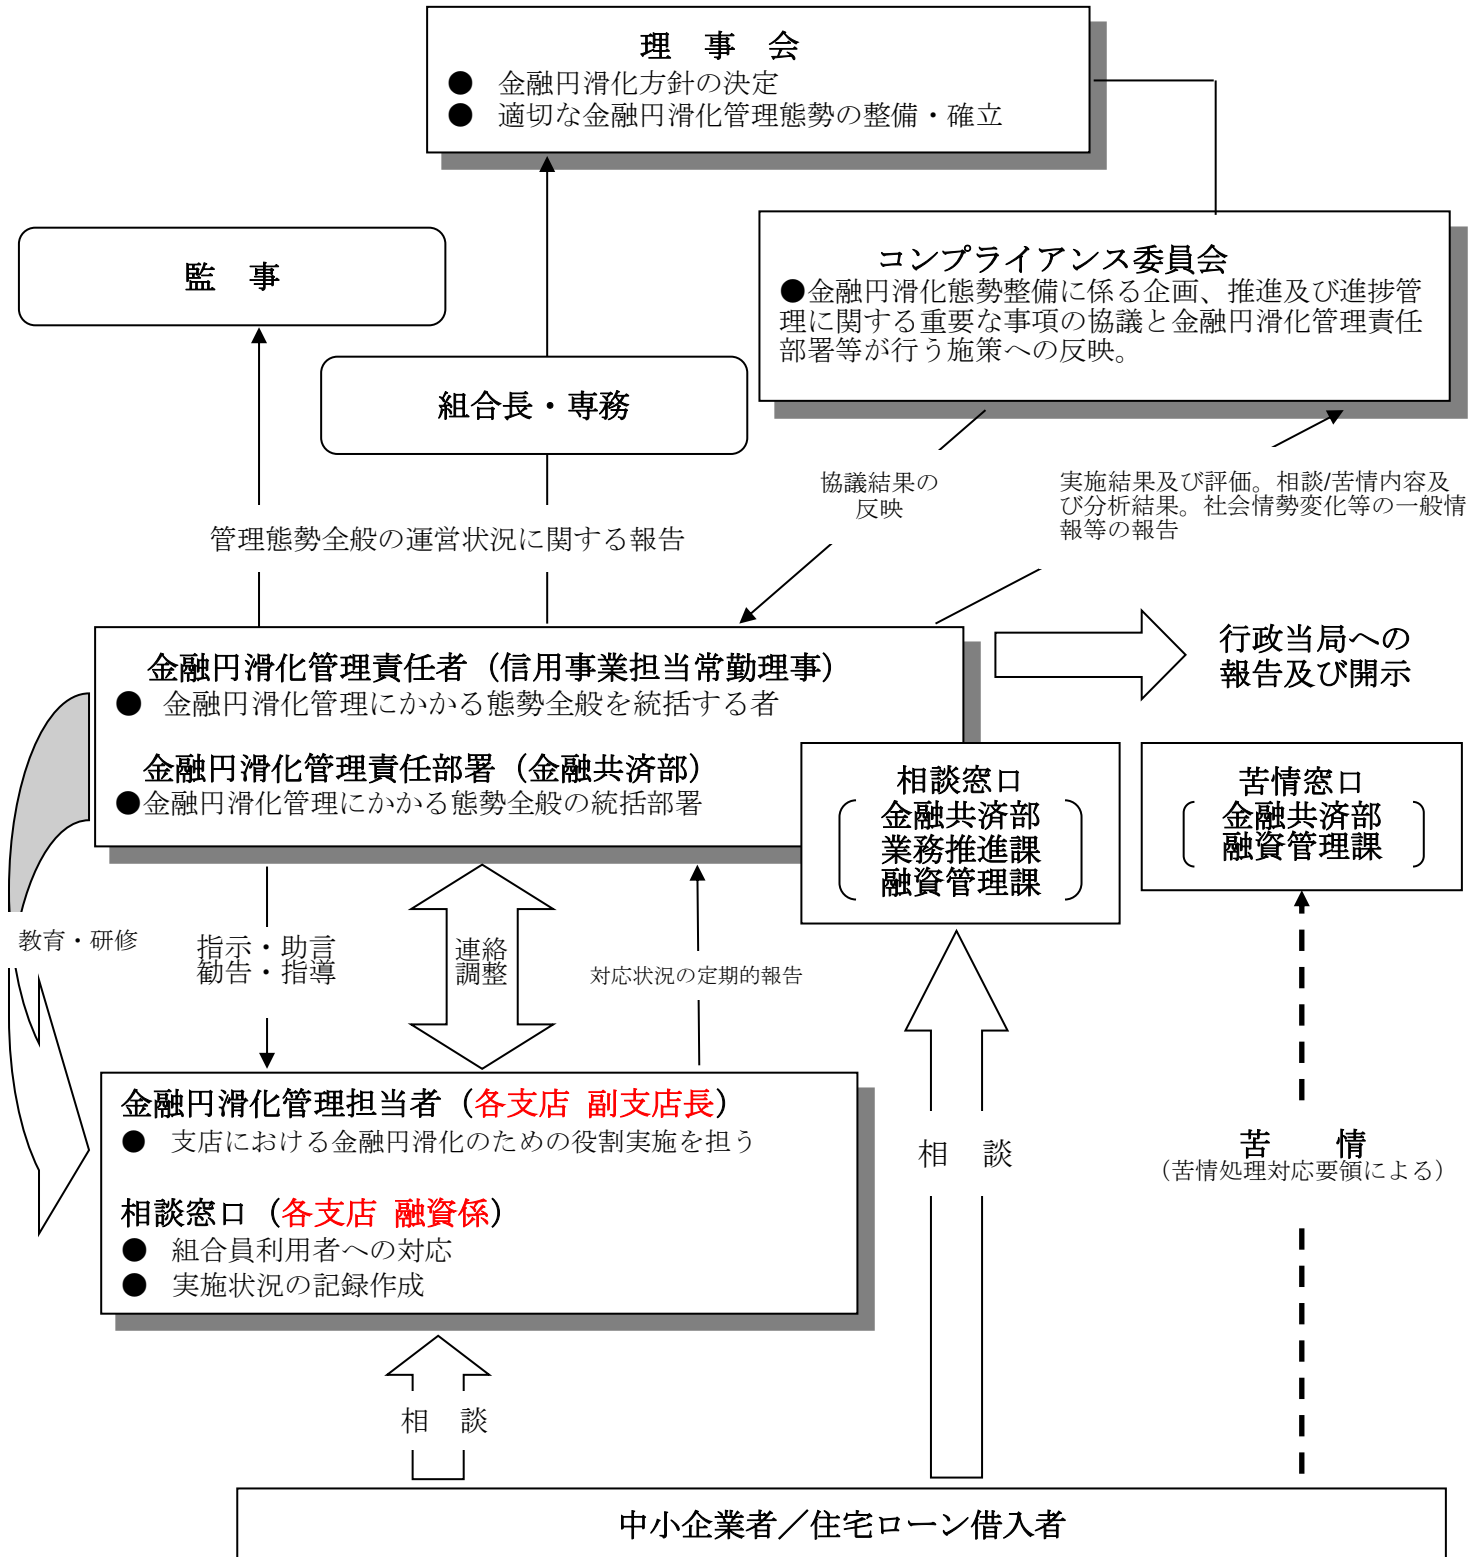 理　事　会
● 金融円滑化方針の決定
● 適切な金融円滑化管理態勢の整備・確立
監　事
コンプライアンス委員会
●金融円滑化態勢整備に係る企画、推進及び進捗管
理に関する重要な事項の協議と金融円滑化管理責任
部署等が行う施策への反映。
組合長・専務
協議結果の
反映
実施結果及び評価。相談/苦情内容及
び分析結果。社会情勢変化等の一般情
報等の報告
管理態勢全般の運営状況に関する報告
金融円滑化管理責任者（信用事業担当常勤理事）
● 金融円滑化管理にかかる態勢全般を統括する者
金融円滑化管理責任部署（金融共済部）
●金融円滑化管理にかかる態勢全般の統括部署
行政当局への
報告及び開示
相談窓口
金融共済部
業務推進課
融資管理課
苦情窓口
金融共済部
融資管理課
教育・研修
指示・助言
勧告・指導
連絡
調整
対応状況の定期的報告
金融円滑化管理担当者（各支店 副支店長）
● 支店における金融円滑化のための役割実施を担う
相談窓口（各支店 融資係）
● 組合員利用者への対応
● 実施状況の記録作成
相　談
苦　情
（苦情処理対応要領による）
相　談
中小企業者／住宅ローン借入者